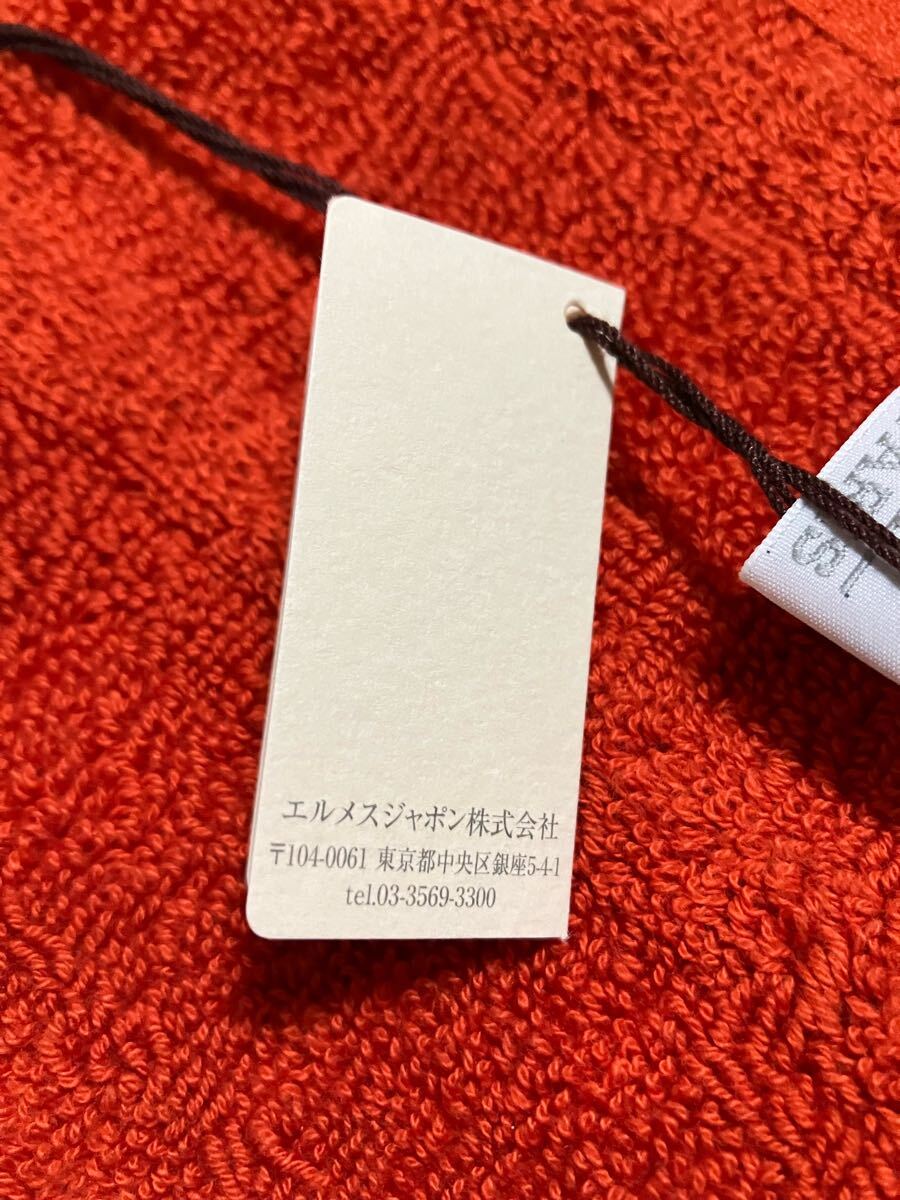 エルメスジャポン株式会社
〒104-0061 東京都中央区銀座5-4-1
tel.03-3569-3300